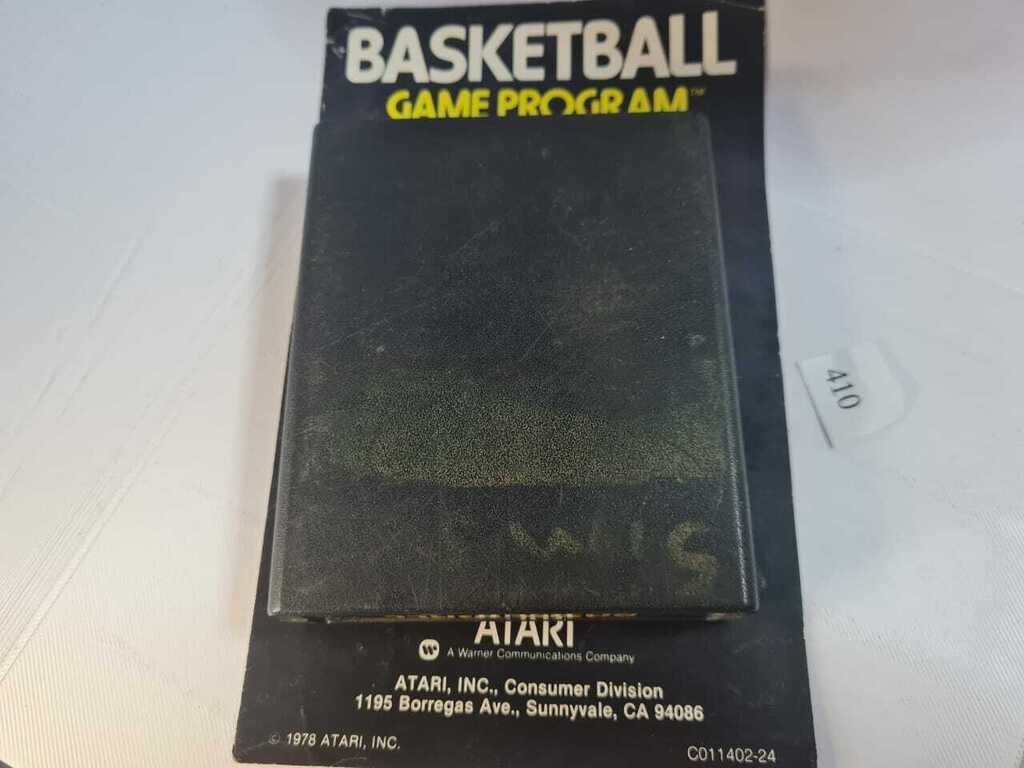 BASKETBALL
GAME PROGRAM™
410
ATARI
A Warner Communications Company
ATARI, INC., Consumer Division
1195 Borregas Ave., Sunnyvale, CA 94086
© 1978 ATARI, INC.
C011402-24